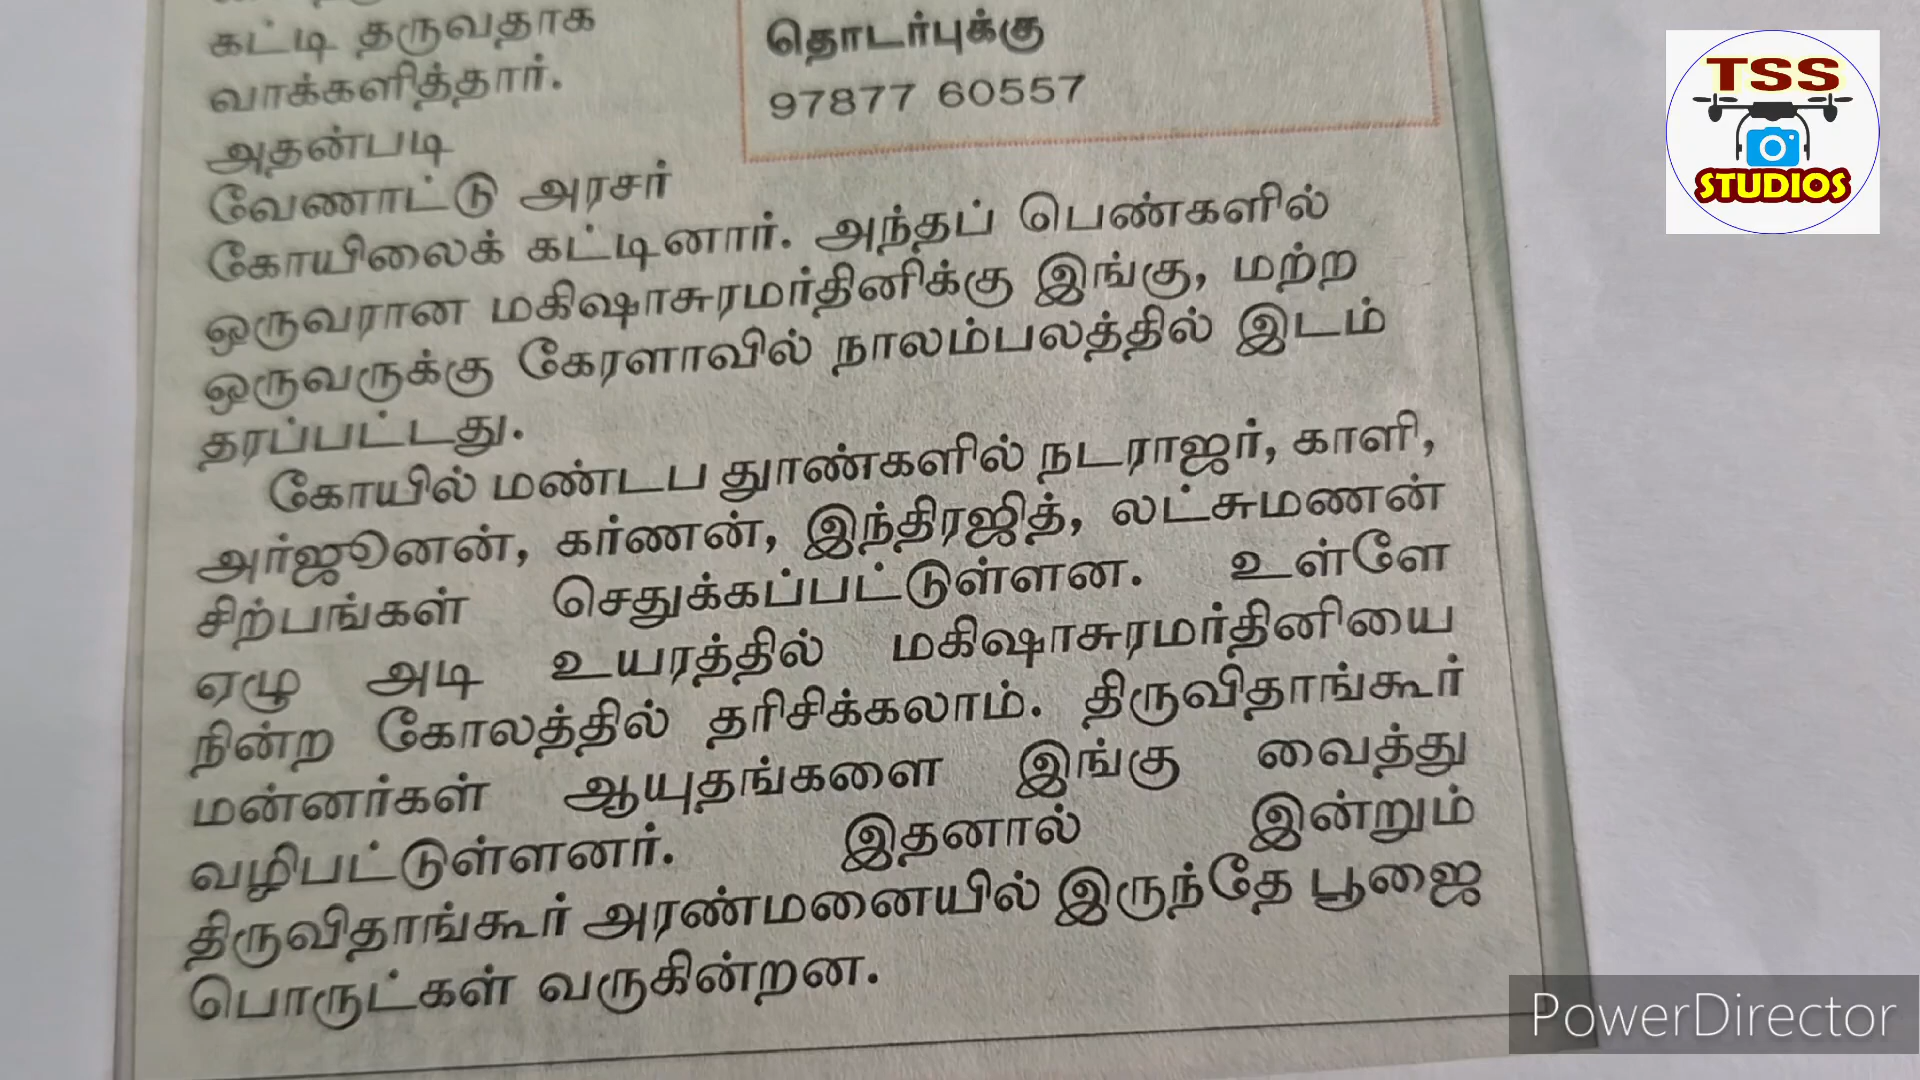 கட்டி தருவதாக
வாக்களித்தார்.
அதன்படி
வேணாட்டு அரசர்
கோயிலைக் கட்டினார். அந்தப் பெண்களில்
ஒருவரான மகிஷாசுரமர்தினிக்கு இங்கு, மற்ற
ஒருவருக்கு கேரளாவில் நாலம்பலத்தில் இடம்
தரப்பட்டது.
கோயில் மண்டப தூண்களில் நடராஜர், காளி,
அர்ஜூனன், கர்ணன், இந்திரஜித், லட்சுமணன்
சிற்பங்கள் செதுக்கப்பட்டுள்ளன. உள்ளே
ஏழு அடி உயரத்தில் மகிஷாசுரமர்தினியை
நின்ற கோலத்தில் தரிசிக்கலாம். திருவிதாங்கூர்
மன்னர்கள் ஆயுதங்களை இங்கு வைத்து
வழிபட்டுள்ளனர். இதனால் இன்றும்
திருவிதாங்கூர் அரண்மனையில் இருந்தே பூஜை
பொருட்கள் வருகின்றன.
தொடர்புக்கு
97877 60557
TSS
STUDIOS
PowerDirector